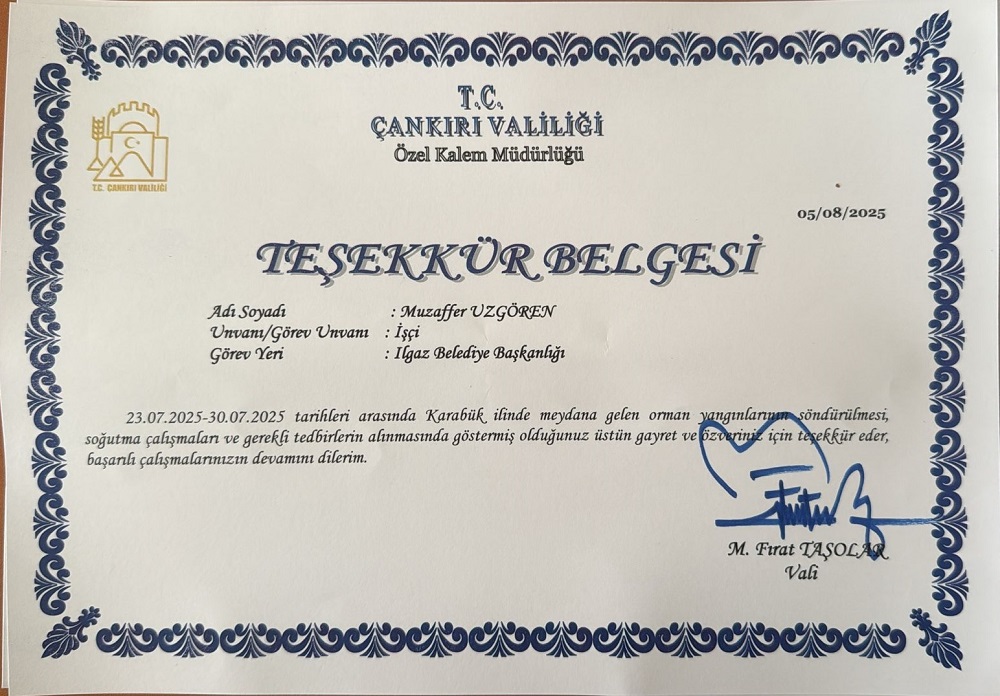 T.C.
ÇANKIRI VALİLİĞİ
Özel Kalem Müdürlüğü
T.C. ÇANKIRI VALİLİĞİ
05/08/2025
TEŞEKKÜR BELGESİ
Adı Soyadı : Muzaffer UZGÖREN
Unvanı/Görev Unvanı : İşçi
Görev Yeri : Ilgaz Belediye Başkanlığı
23.07.2025-30.07.2025 tarihleri arasında Karabük ilinde meydana gelen orman yangınlarının söndürülmesi,
soğutma çalışmaları ve gerekli tedbirlerin alınmasında göstermiş olduğunuz üstün gayret ve özveriniz için teşekkür eder,
başarılı çalışmalarınızın devamını dilerim.
M. Fırat TAŞOLAR
Vali